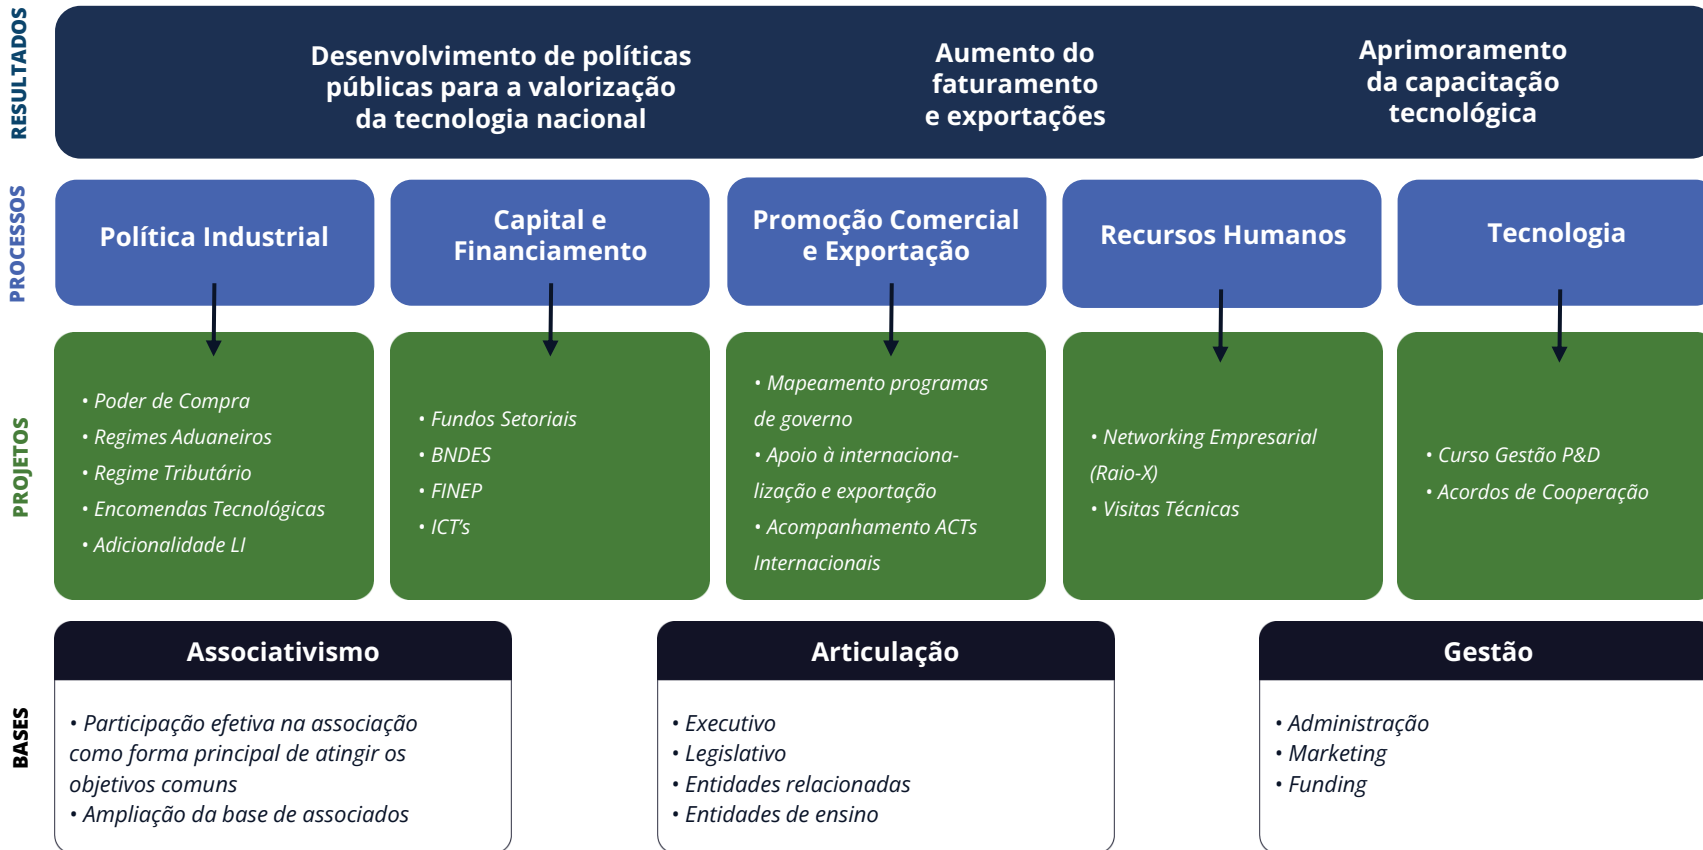 RESULTADOS
Desenvolvimento de políticas
públicas para a valorização
da tecnologia nacional
Aumento do
faturamento
e exportações
Aprimoramento
da capacitação
tecnológica
PROCESSOS
Política Industrial
Capital e
Financiamento
Promoção Comercial
e Exportação
Recursos Humanos
Tecnologia
PROJETOS
• Poder de Compra
• Regimes Aduaneiros
• Regime Tributário
• Encomendas Tecnológicas
• Adicionalidade LI
• Fundos Setoriais
• BNDES
• FINEP
• ICT’s
• Mapeamento programas
de governo
• Apoio à internaciona-
lização e exportação
• Acompanhamento ACTs
Internacionais
• Networking Empresarial
(Raio-X)
• Visitas Técnicas
• Curso Gestão P&D
• Acordos de Cooperação
BASES
Associativismo
• Participação efetiva na associação
como forma principal de atingir os
objetivos comuns
• Ampliação da base de associados
Articulação
• Executivo
• Legislativo
• Entidades relacionadas
• Entidades de ensino
Gestão
• Administração
• Marketing
• Funding